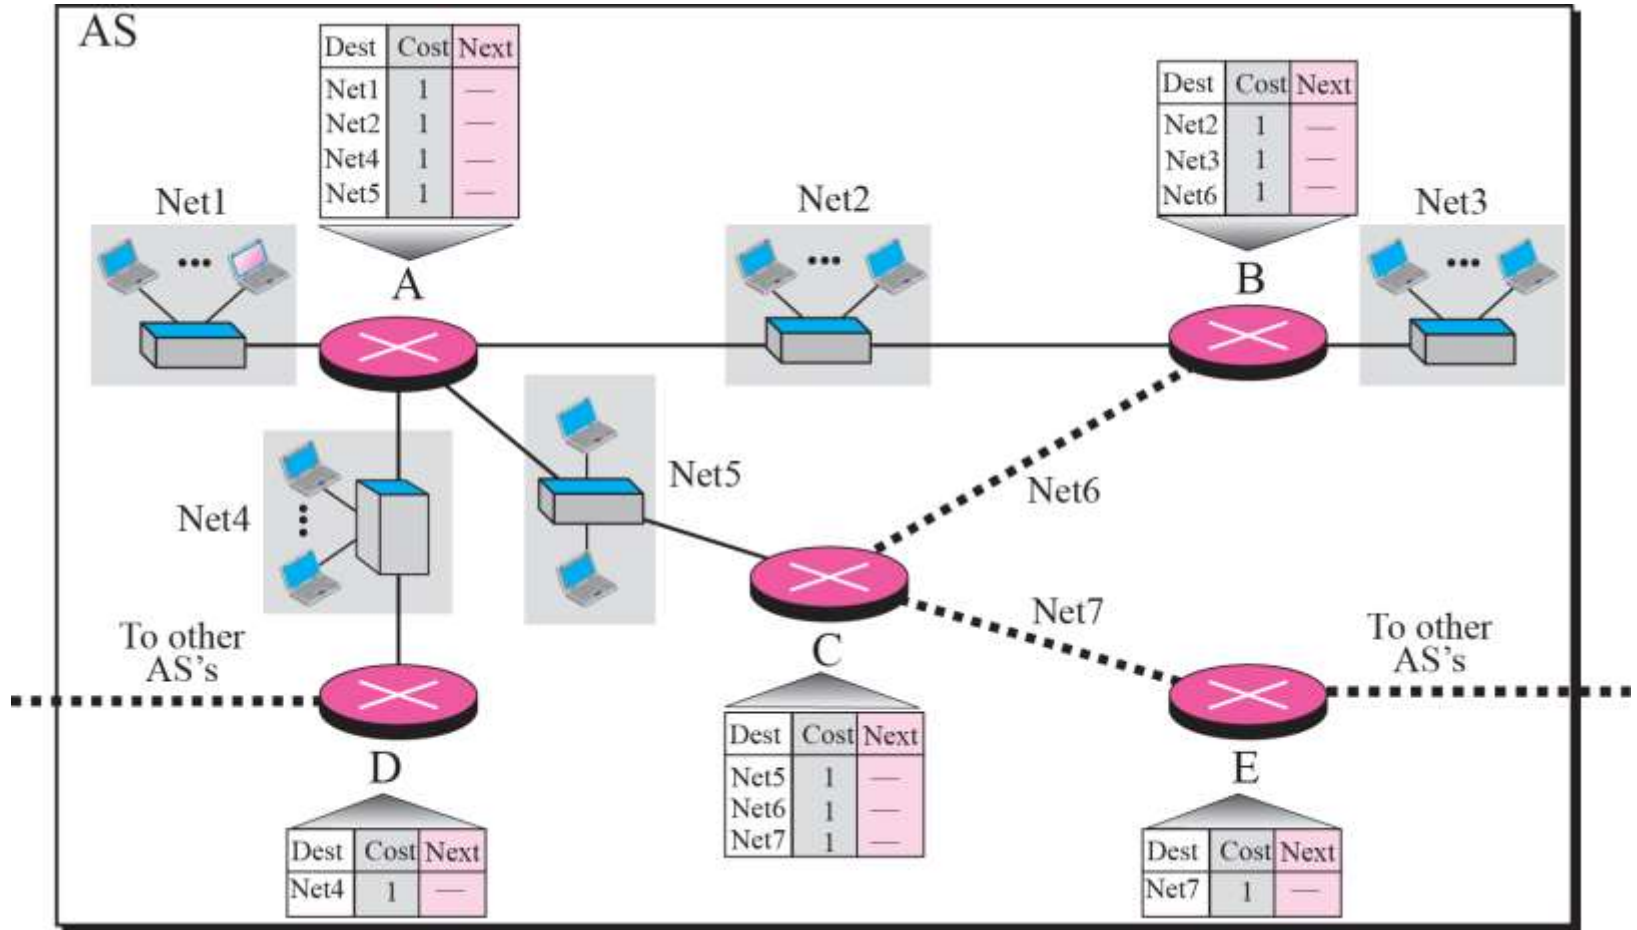 AS
Dest Cost Next
Net1 1 —
Net2 1 —
Net4 1 —
Net5 1 —
Dest Cost Next
Net2 1 —
Net3 1 —
Net6 1 —
Net1
Net2
Net3
A
B
Net5
Net6
Net4
Net7
To other
AS's
To other
AS's
C
D
E
Dest Cost Next
Net5 1 —
Net6 1 —
Net7 1 —
Dest Cost Next
Net4 1 —
Dest Cost Next
Net7 1 —